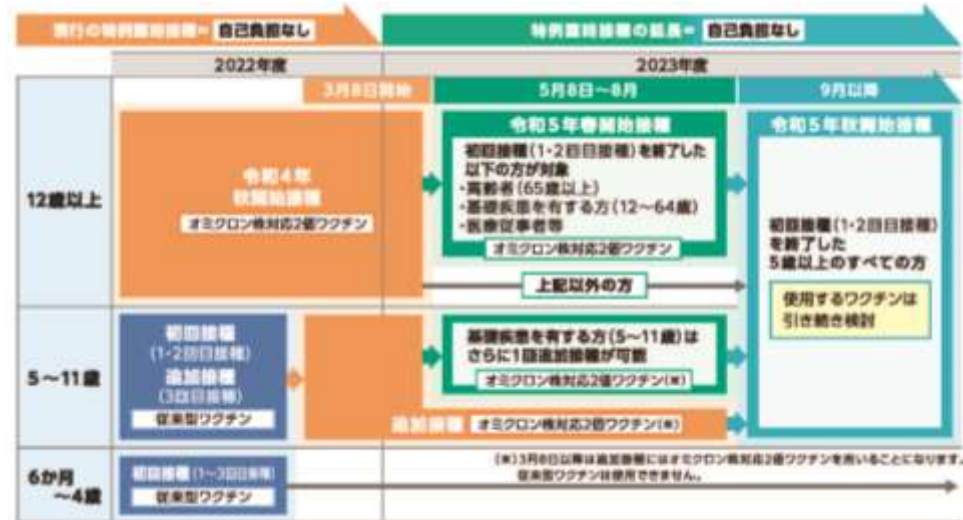 現行の特例臨時接種=自己負担なし
特例臨時接種の延長=自己負担なし
2022年度
2023年度
3月8日開始
5月8日～8月
9月以降
12歳以上
令和4年
秋開始接種
オミクロン株対応2価ワクチン
令和5年春開始接種
初回接種(1・2回目接種)を終了した
以下の方が対象
・高齢者(65歳以上)
・基礎疾患を有する方(12～64歳)
・医療従事者等
オミクロン株対応2価ワクチン
上記以外の方
令和5年秋開始接種
初回接種(1・2回目接種)
を終了した
5歳以上のすべての方
使用するワクチンは
引き続き検討
5～11歳
初回接種
(1・2回目接種)
追加接種
(3回目接種)
従来型ワクチン
基礎疾患を有する方(5～11歳)は
さらに1回追加接種が可能
オミクロン株対応2価ワクチン(※)
追加接種 オミクロン株対応2価ワクチン(※)
(※)3月8日以降は追加接種にはオミクロン株対応2価ワクチンを用いることになります。
従来型ワクチンは使用できません。
6か月
～4歳
初回接種(1～3回目接種)
従来型ワクチン